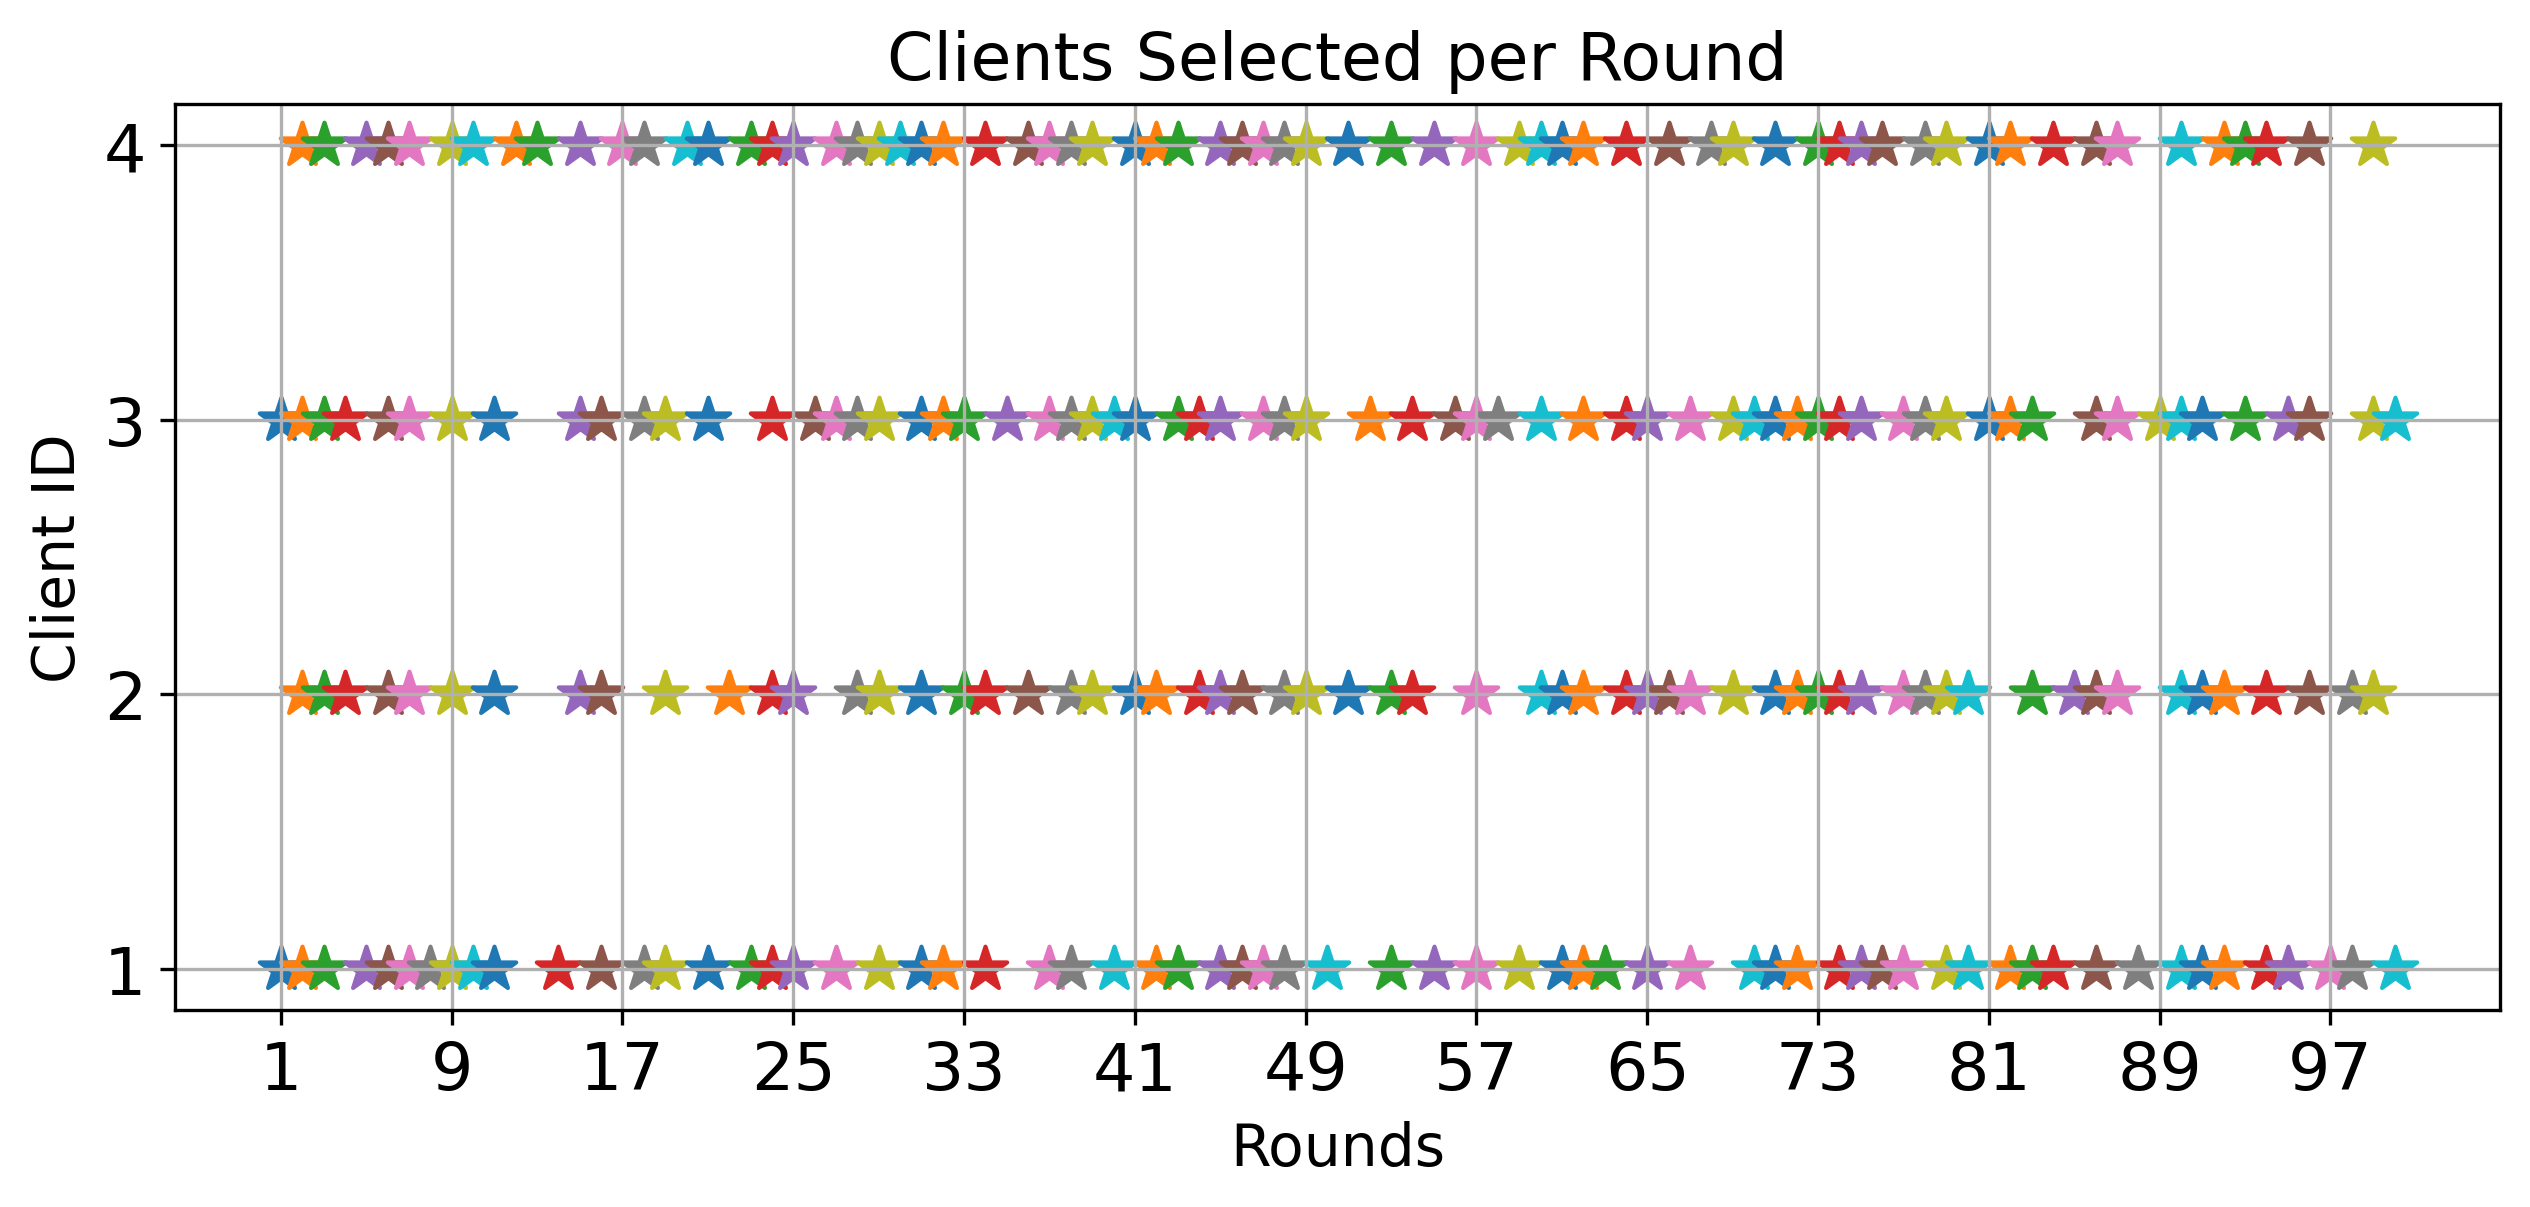 Clients Selected per Round
Client ID
4
3
2
1
1 9 17 25 33 41 49 57 65 73 81 89 97
Rounds